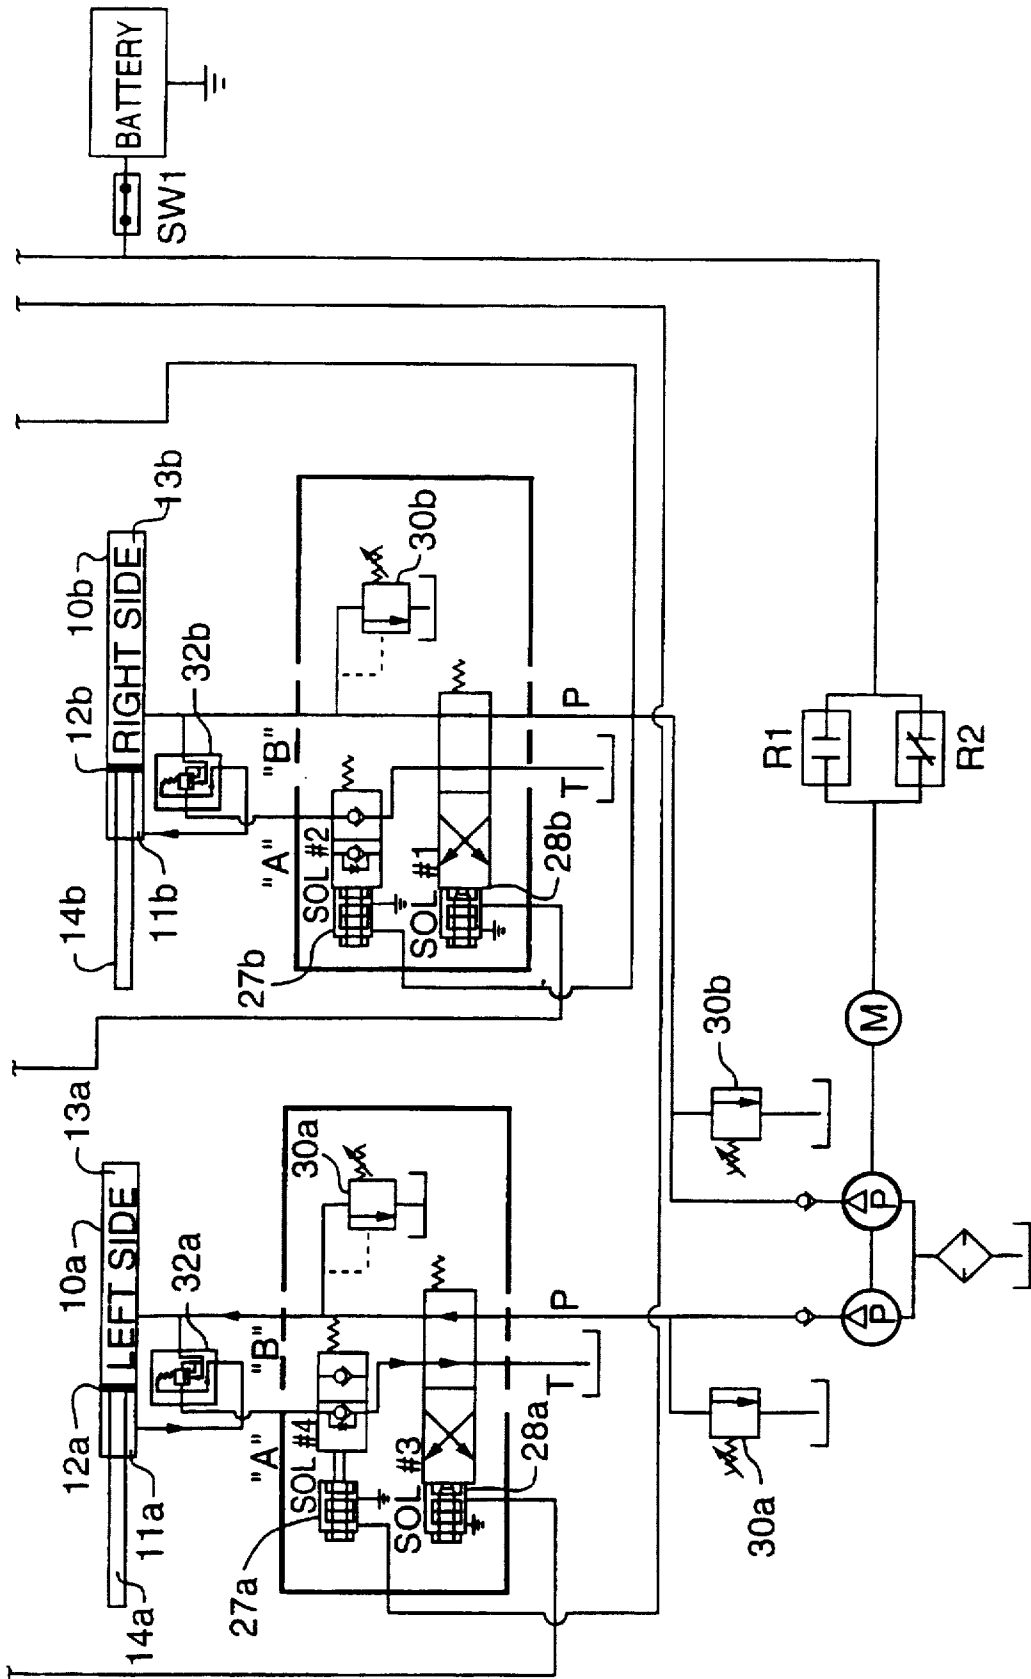 BATTERY
SW1
10b
13b
12b
RIGHT SIDE
32b
14b
11b
"B"
"A"
30b
SOL #2
27b
P
T
SOL #1
28b
10a
13a
12a
LEFT SIDE
32a
14a
11a
"B"
"A"
30a
SOL #4
27a
P
T
SOL #3
28a
R1
R2
M
30b
P
P
30a